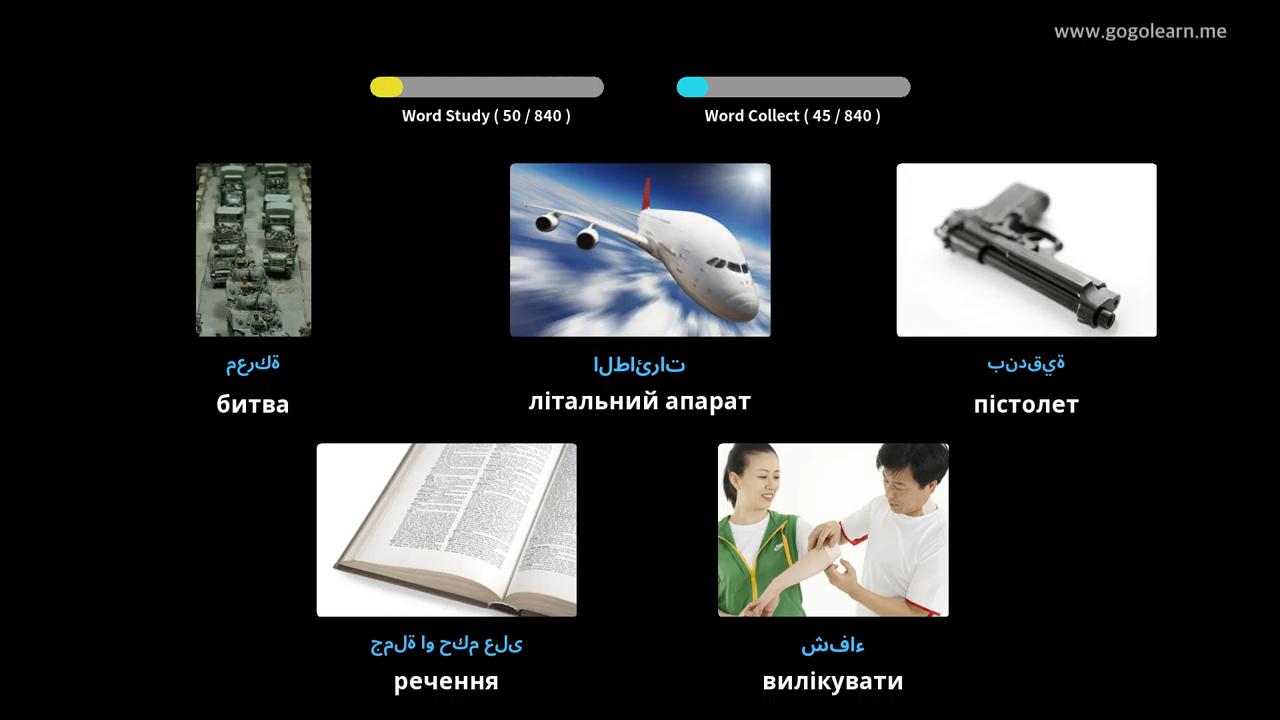 www.gogolearn.me
Word Study ( 50 / 840 )
Word Collect ( 45 / 840 )
معركة
битва
الطائرات
літальний апарат
بندقية
пістолет
جملة او حكم على
речення
شفاء
вилікувати